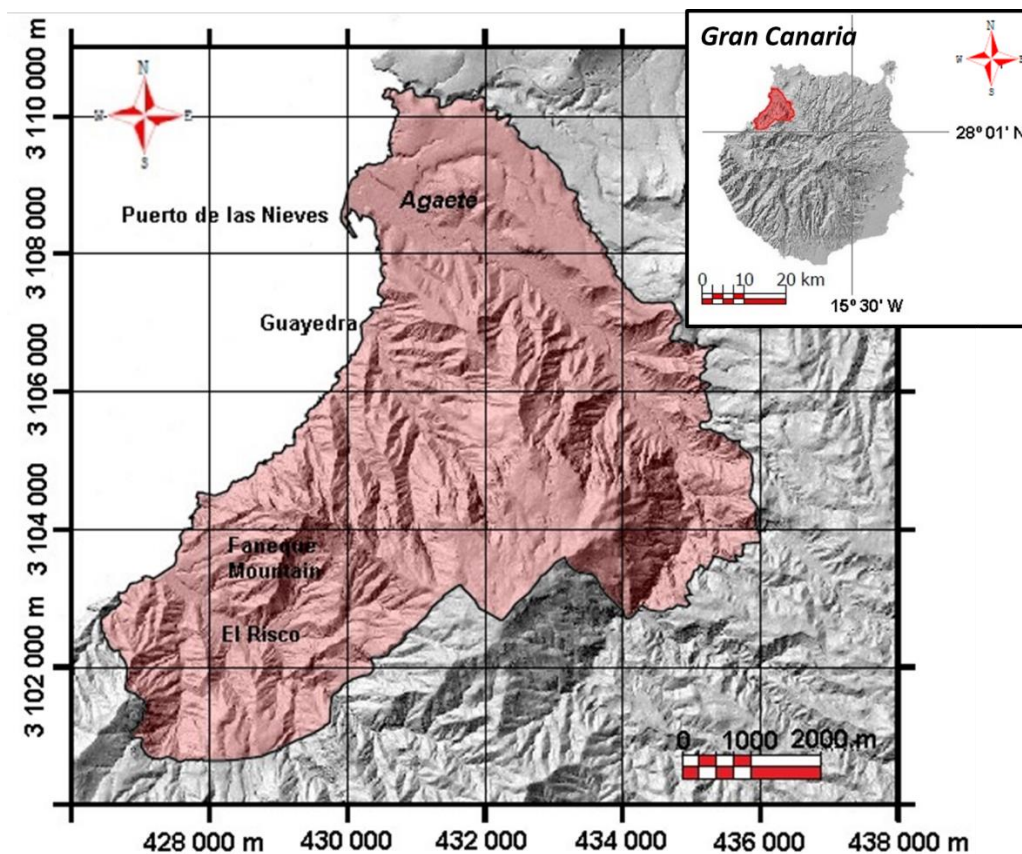 Gran Canaria
N
W
E
S
28º 01' N
0 10 20 km
15º 30' W
N
W
E
S
3 110 000 m
3 108 000
3 106 000
3 104 000
3 102 000 m
Agaete
Puerto de las Nieves
Guayedra
Faneque
Mountain
El Risco
0 1000 2000 m
428 000 m
430 000
432 000
434 000
436 000
438 000 m